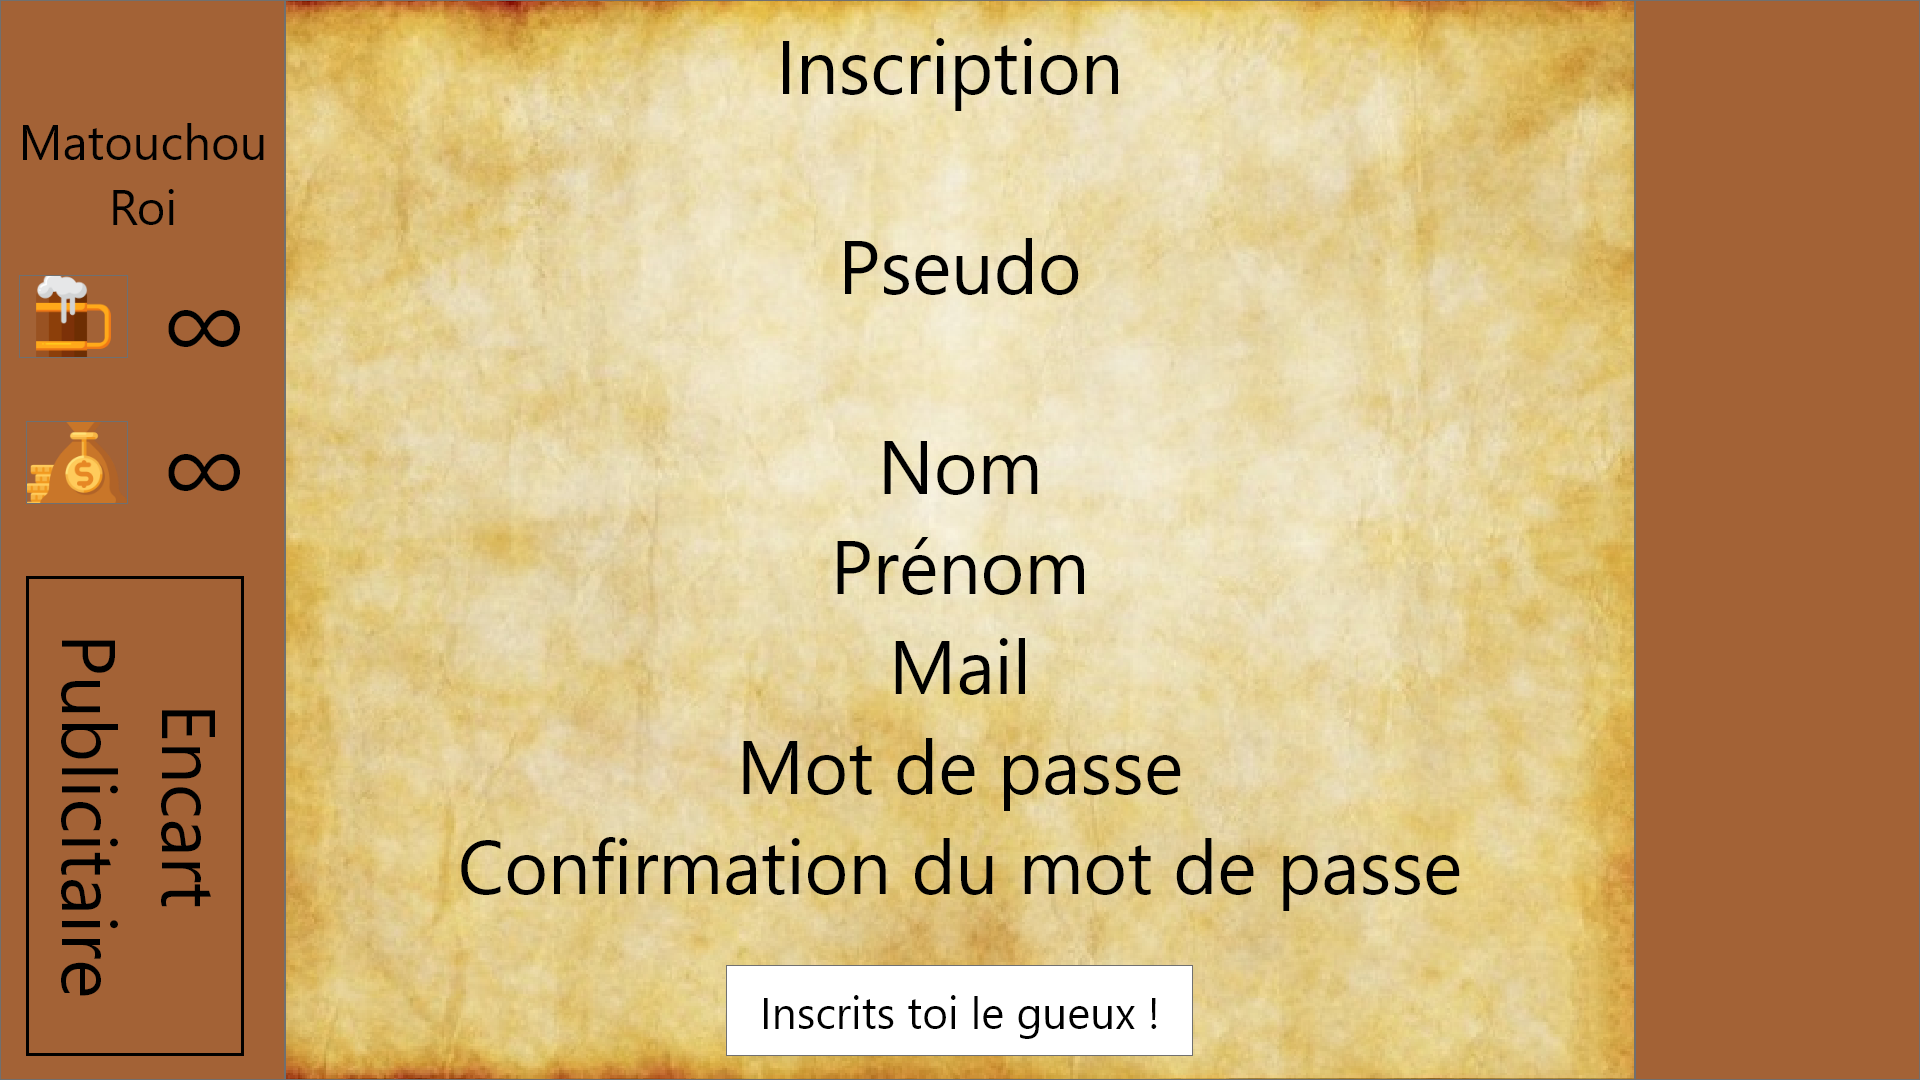 Matouchou
Roi
∞
∞
Encart
Publicitaire
Inscription
Pseudo
Nom
Prénom
Mail
Mot de passe
Confirmation du mot de passe
Inscrits toi le gueux !